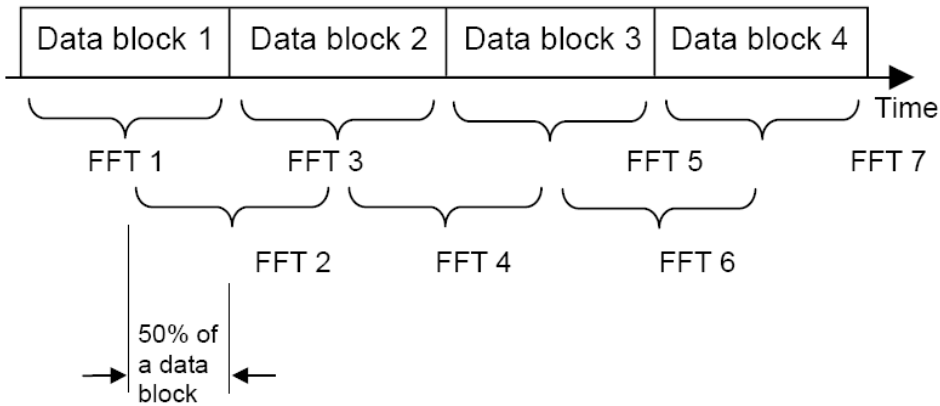 Data block 1
Data block 2
Data block 3
Data block 4
Time
FFT 1
FFT 3
FFT 5
FFT 7
FFT 2
FFT 4
FFT 6
50% of
a data
block